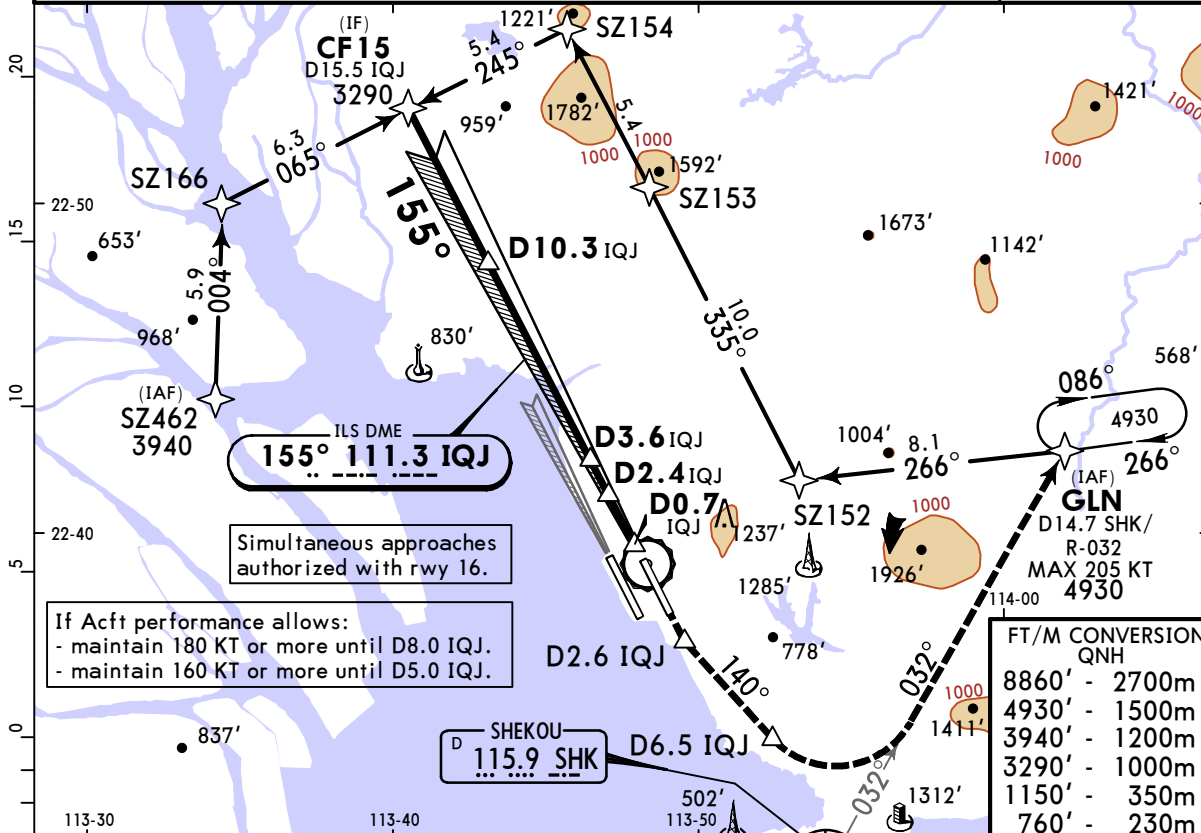 1221'
SZ154
(IF)
CF15
D15.5 IQJ
3290
5.4
245°
20
959'
1782'
5.4
1000
1000
1592'
SZ153
1421'
1000
1000
6.3
065°
SZ166
22-50
15
653'
155°
D10.3 IQJ
1673'
1142'
5.9
004°
968'
830'
10.0
335°
568'
086°
4930
266°
10
(IAF)
SZ462
3940
ILS DME
155° 111.3 IQJ
D3.6 IQJ
D2.4 IQJ
D0.7
IQJ
1004'
8.1
266°
(IAF)
GLN
D14.7 SHK/
R-032
MAX 205 KT
4930
1000
SZ152
1237'
22-40
Simultaneous approaches
authorized with rwy 16.
5
1285'
1926'
114-00
If Acft performance allows:
- maintain 180 KT or more until D8.0 IQJ.
- maintain 160 KT or more until D5.0 IQJ.
D2.6 IQJ
778'
140°
032°
FT/M CONVERSION
QNH
8860' - 2700m
4930' - 1500m
3940' - 1200m
3290' - 1000m
1150' - 350m
760' - 230m
1000
1411'
0
837'
SHEKOU
D 115.9 SHK
D6.5 IQJ
032°
502'
1312'
113-30
113-40
113-50